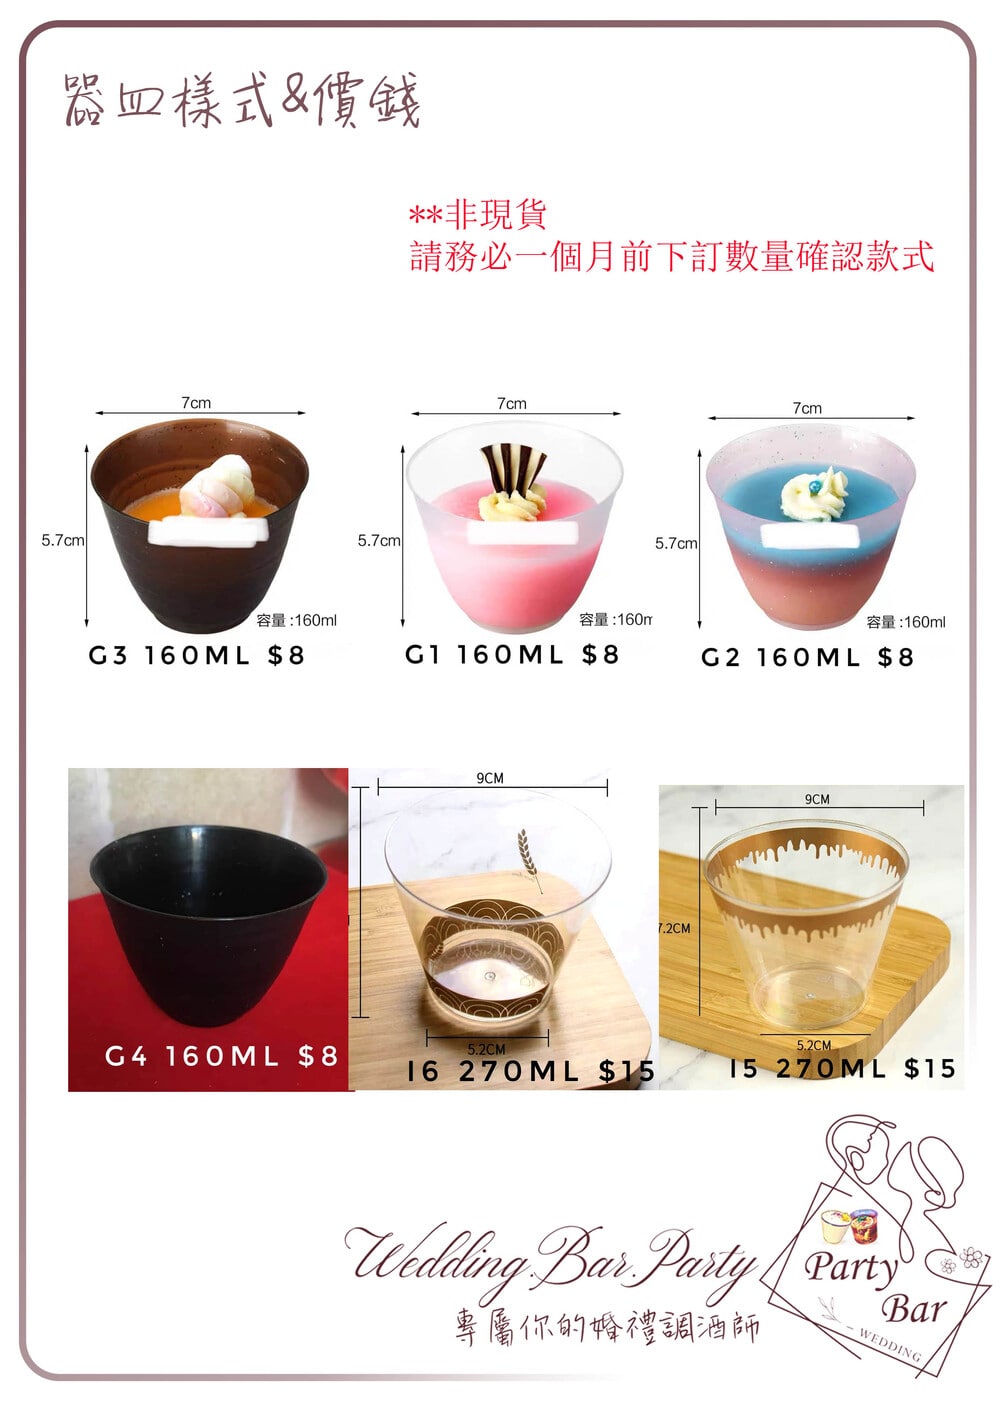 器皿樣式&價錢
**非現貨
請務必一個月前下訂數量確認款式
7cm
7cm
7cm
5.7cm
5.7cm
5.7cm
容量 :160ml
容量 :160m
容量 :160ml
G3 160ML $8
G1 160ML $8
G2 160ML $8
9CM
9CM
7.2CM
5.2CM
5.2CM
G4 160ML $8
I6 270ML $15
I5 270ML $15
Wedding.Bar.Party
專屬你的婚禮調酒師
Party
Bar
WEDDING